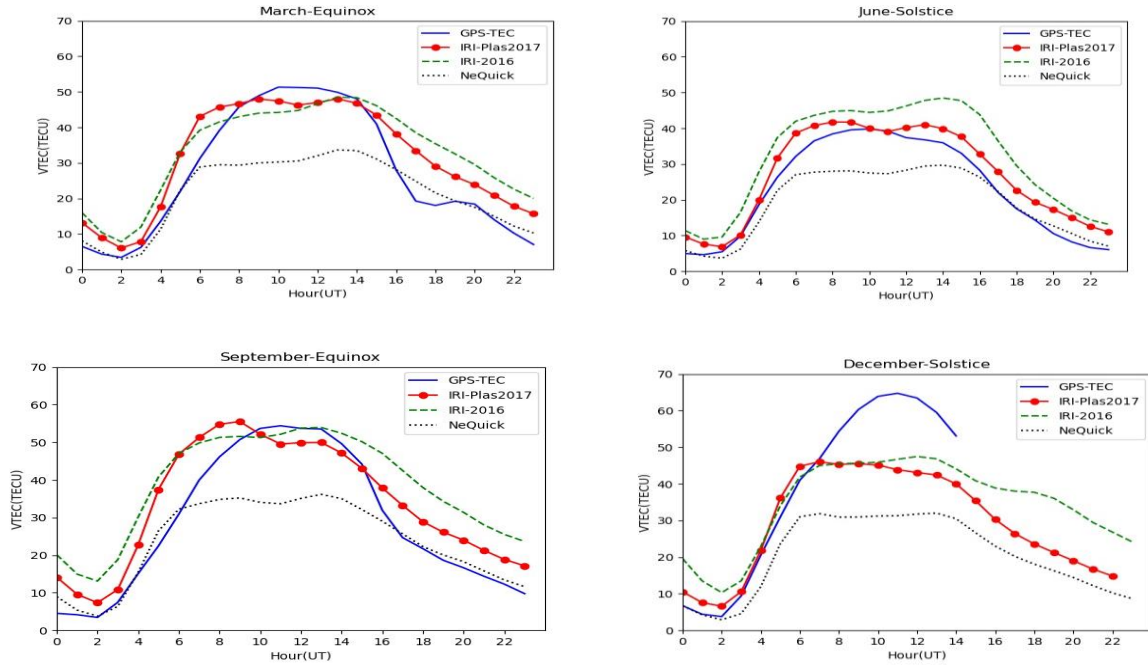 March-Equinox
70
60
50
40
30
20
10
0
VTEC(TECU)
GPS-TEC
IRI-Plas2017
IRI-2016
NeQuick
0 2 4 6 8 10 12 14 16 18 20 22
Hour(UT)
June-Solstice
70
60
50
40
30
20
10
0
VTEC(TECU)
GPS-TEC
IRI-Plas2017
IRI-2016
NeQuick
0 2 4 6 8 10 12 14 16 18 20 22
Hour(UT)
September-Equinox
70
60
50
40
30
20
10
0
VTEC(TECU)
GPS-TEC
IRI-Plas2017
IRI-2016
NeQuick
0 2 4 6 8 10 12 14 16 18 20 22
Hour(UT)
December-Solstice
70
60
50
40
30
20
10
0
VTEC(TECU)
GPS-TEC
IRI-Plas2017
IRI-2016
NeQuick
0 2 4 6 8 10 12 14 16 18 20 22
Hour(UT)